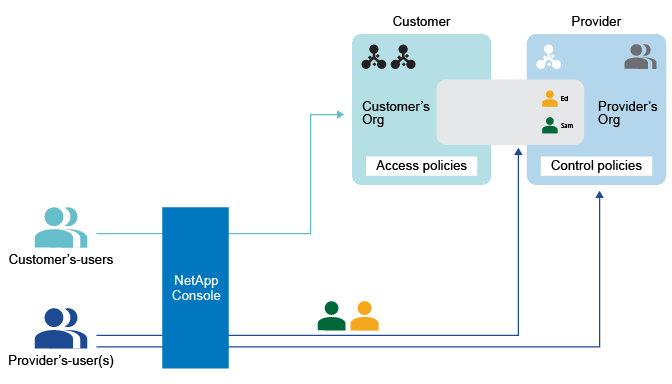 Customer
Provider
Ed
Customer's
Org
Provider's
Org
Sam
Access policies
Control policies
Customer's-users
NetApp
Console
Provider's-user(s)